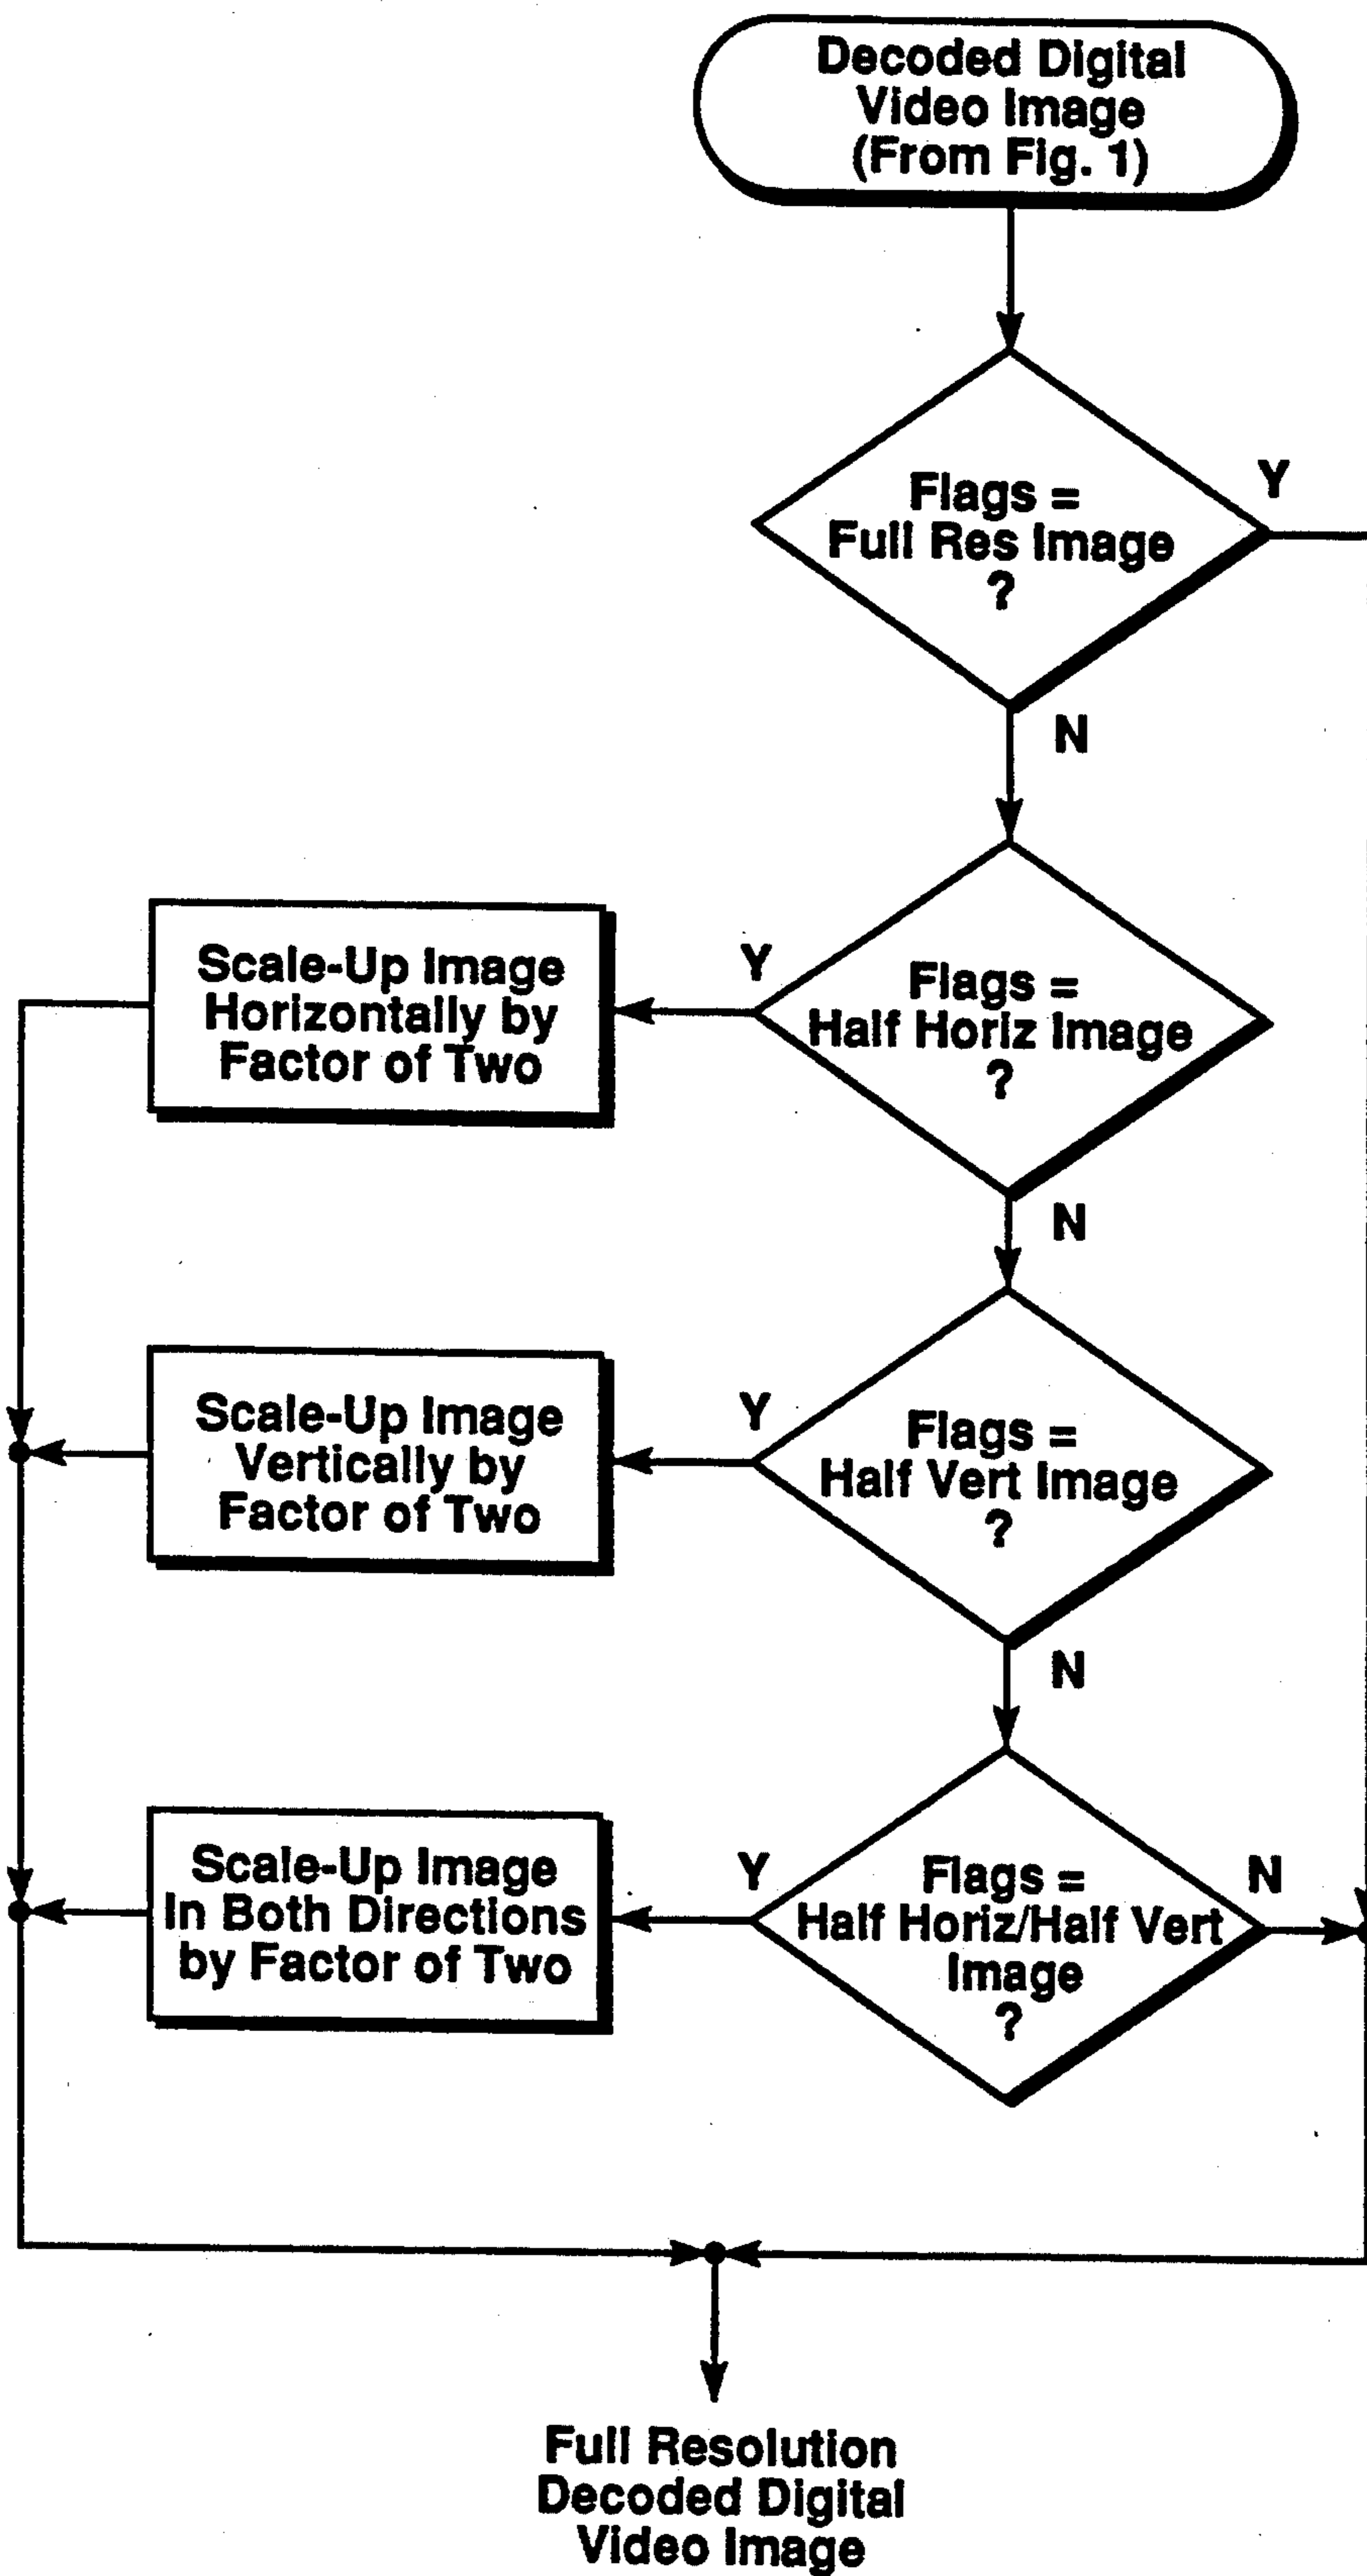 Decoded Digital
Video Image
(From Fig. 1)
Flags =
Full Res Image
?
Y
N
Scale-Up Image
Horizontally by
Factor of Two
Y
Flags =
Half Horiz Image
?
N
Scale-Up Image
Vertically by
Factor of Two
Y
Flags =
Half Vert Image
?
N
Scale-Up Image
In Both Directions
by Factor of Two
Y
Flags =
Half Horiz/Half Vert
Image
?
N
Full Resolution
Decoded Digital
Video Image